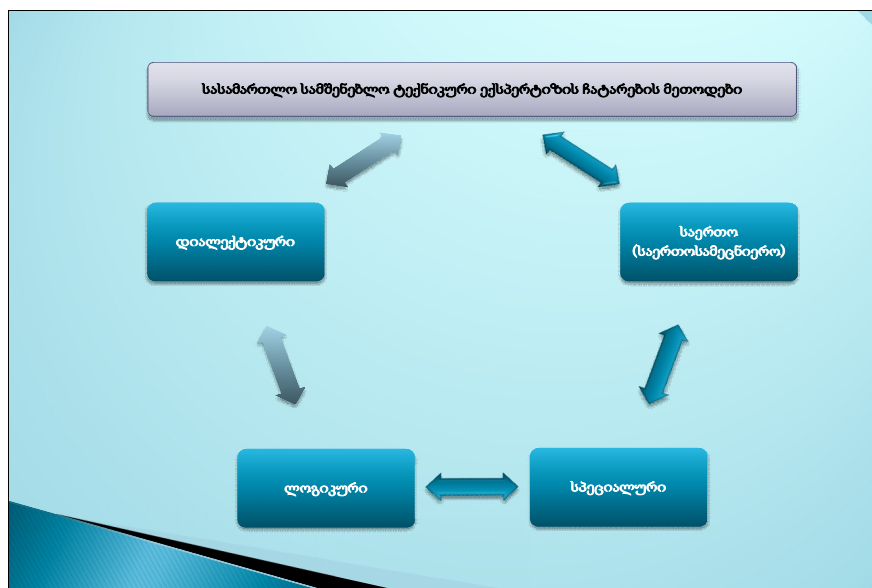 სასამართლო სამშენებლო ტექნიკური ექსპერტიზის ჩატარების მეთოდები
დიალექტიკური
საერთო
(საერთოსამეცნიერო)
ლოგიკური
სპეციალური